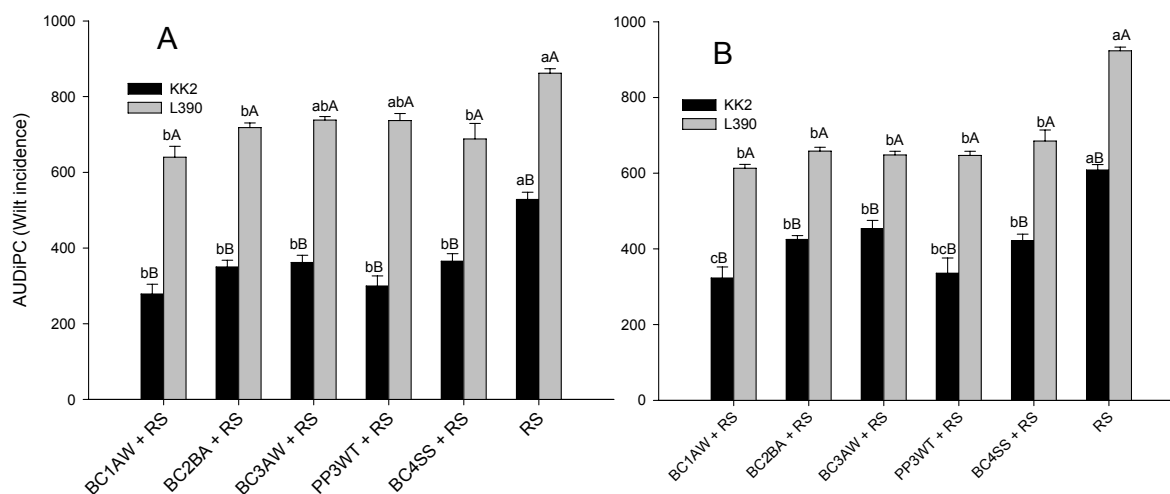 AUDiPC (Wilt incidence)
1000
800
600
400
200
0
A
KK2
L390
bB
bA
bB
bA
bB
abA
bB
abA
bB
bA
aB
aA
BC1AW + RS
BC2BA + RS
BC3AW + RS
PP3WT + RS
BC4SS + RS
RS
1000
800
600
400
200
0
B
KK2
L390
cB
bA
bB
bA
bB
bA
bcB
bA
bB
bA
aB
aA
BC1AW + RS
BC2BA + RS
BC3AW + RS
PP3WT + RS
BC4SS + RS
RS